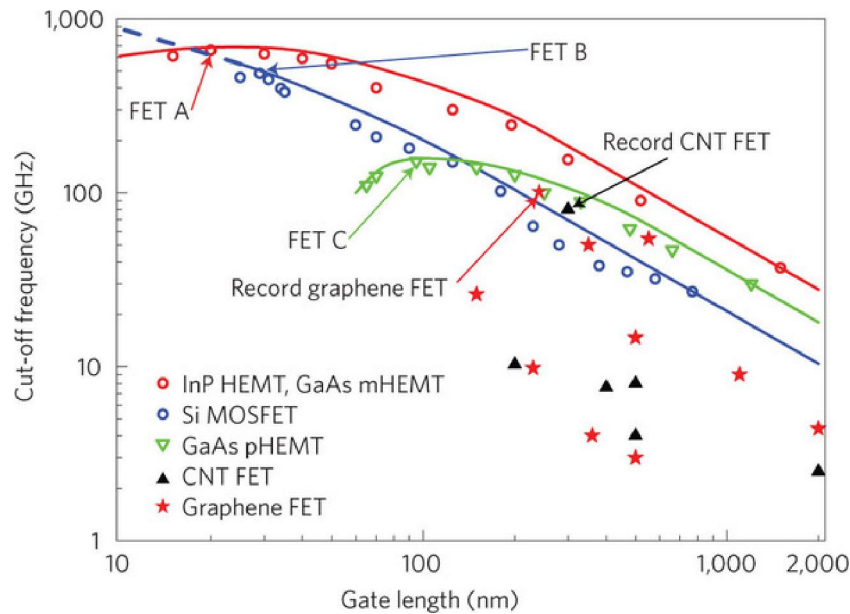 1,000
100
10
1
Cut-off frequency (GHz)
FET A
FET B
FET C
Record CNT FET
Record graphene FET
InP HEMT, GaAs mHEMT
Si MOSFET
GaAs pHEMT
CNT FET
Graphene FET
10
100
1,000
2,000
Gate length (nm)